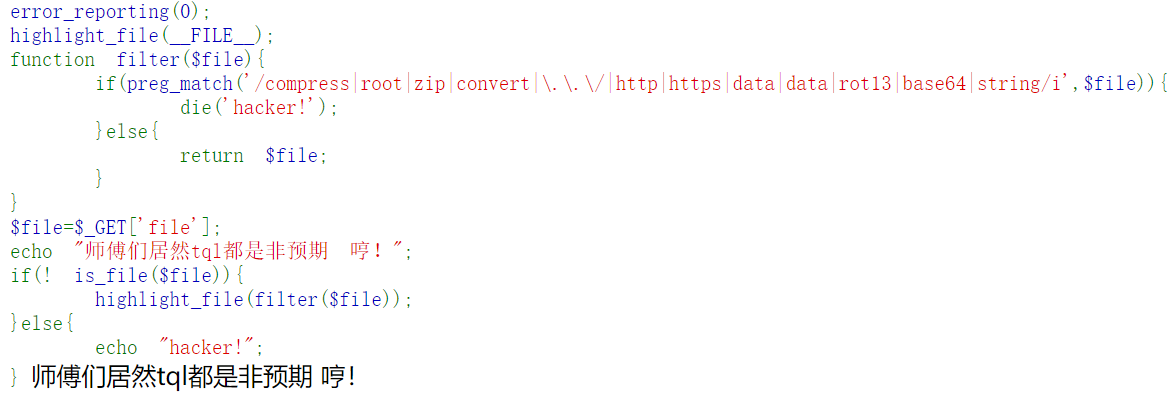 error_reporting(0);
highlight_file(__FILE__);
function filter($file){
if(preg_match('/compress|root|zip|convert|\.\.\/|http|https|data|data|rot13|base64|string/i',$file)){
die('hacker!');
}else{
return $file;
}
}
$file=$_GET['file'];
echo "师傅们居然tql都是非预期 哼！";
if(! is_file($file)){
highlight_file(filter($file));
}else{
echo "hacker!";
} 师傅们居然tql都是非预期 哼！